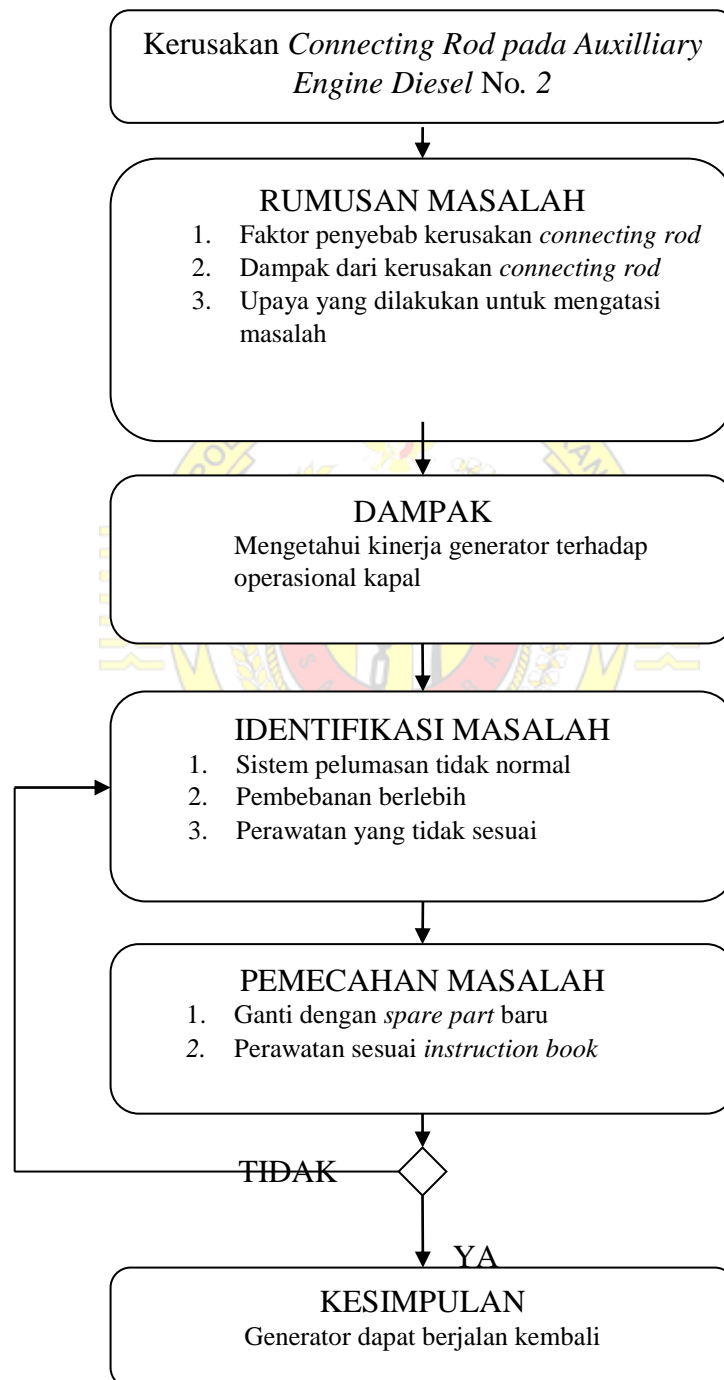 Kerusakan Connecting Rod pada Auxilliary
Engine Diesel No. 2
RUMUSAN MASALAH
1. Faktor penyebab kerusakan connecting rod
2. Dampak dari kerusakan connecting rod
3. Upaya yang dilakukan untuk mengatasi
masalah
DAMPAK
Mengetahui kinerja generator terhadap
operasional kapal
IDENTIFIKASI MASALAH
1. Sistem pelumasan tidak normal
2. Pembebanan berlebih
3. Perawatan yang tidak sesuai
PEMECAHAN MASALAH
1. Ganti dengan spare part baru
2. Perawatan sesuai instruction book
TIDAK
YA
KESIMPULAN
Generator dapat berjalan kembali